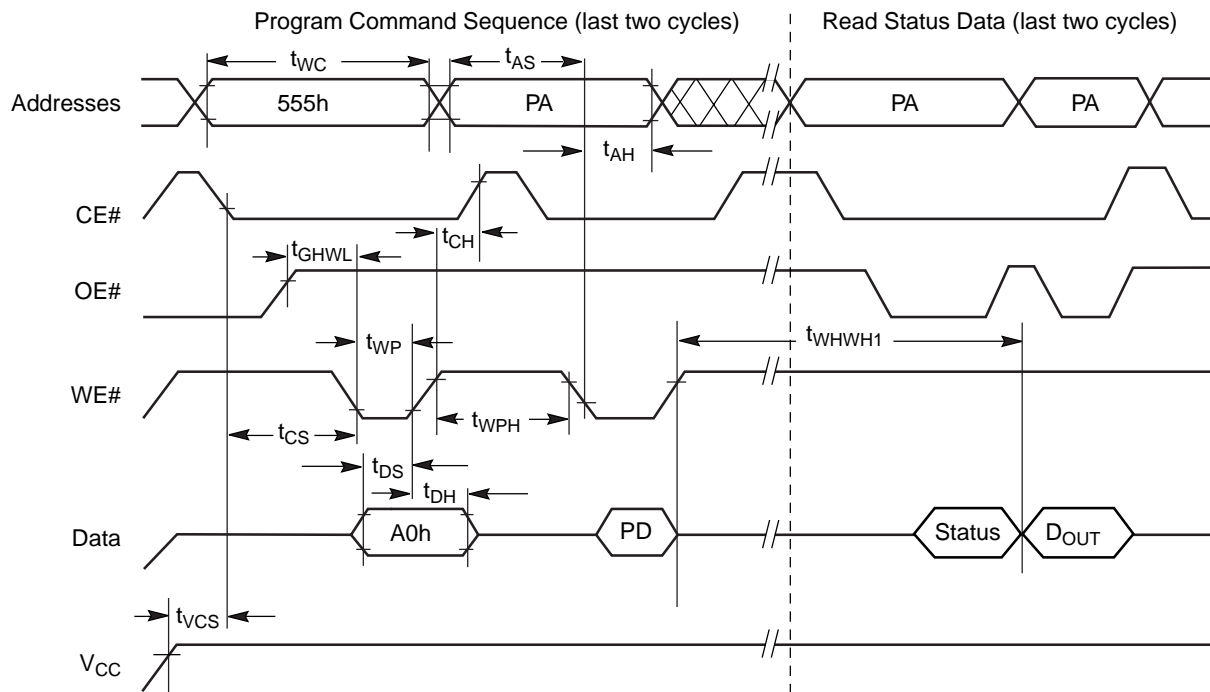 Program Command Sequence (last two cycles)
Read Status Data (last two cycles)
tWC
tAS
Addresses
555h
PA
PA
PA
tAH
CE#
tCH
tGHWL
OE#
tWP
tWHWH1
WE#
tWPH
tCS
tDS
tDH
Data
A0h
PD
Status
DOUT
tVCS
VCC